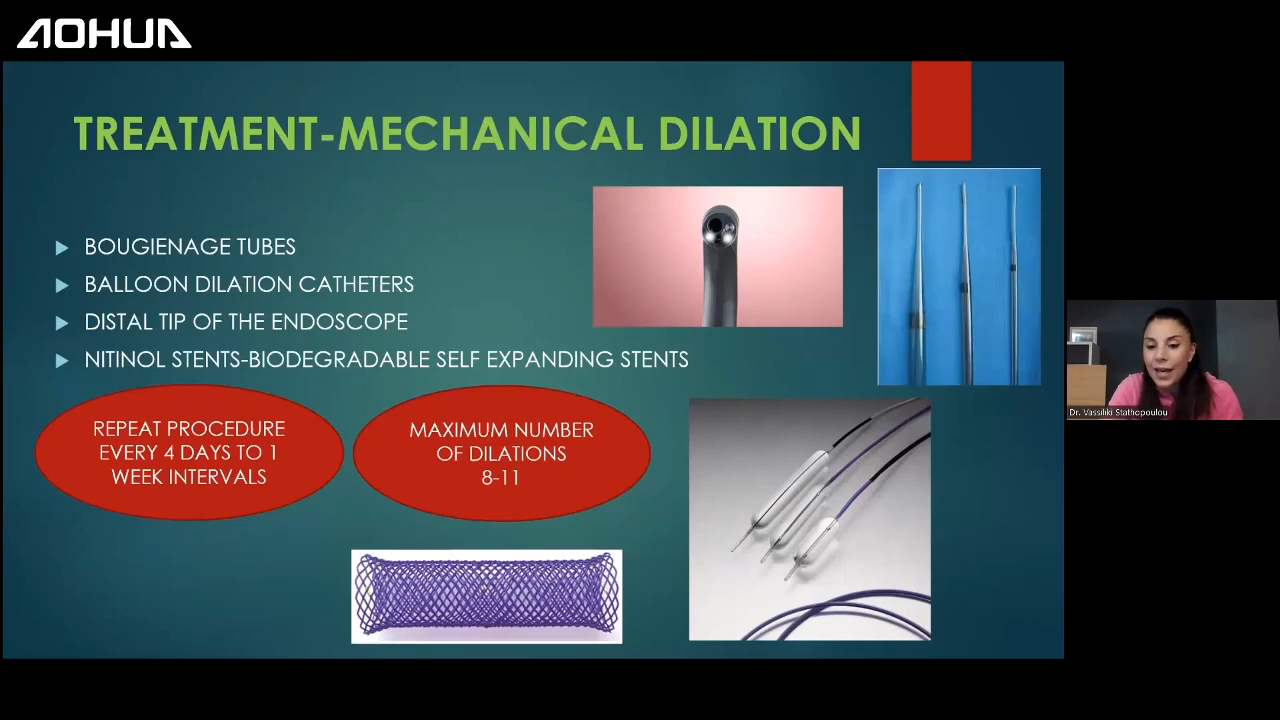 AOHUA
TREATMENT-MECHANICAL DILATION
BOUGIENAGE TUBES
BALLOON DILATION CATHETERS
DISTAL TIP OF THE ENDOSCOPE
NITINOL STENTS-BIODEGRADABLE SELF EXPANDING STENTS
REPEAT PROCEDURE
EVERY 4 DAYS TO 1
WEEK INTERVALS
MAXIMUM NUMBER
OF DILATIONS
8-11
Dr. Vassiliki Stathopoulou